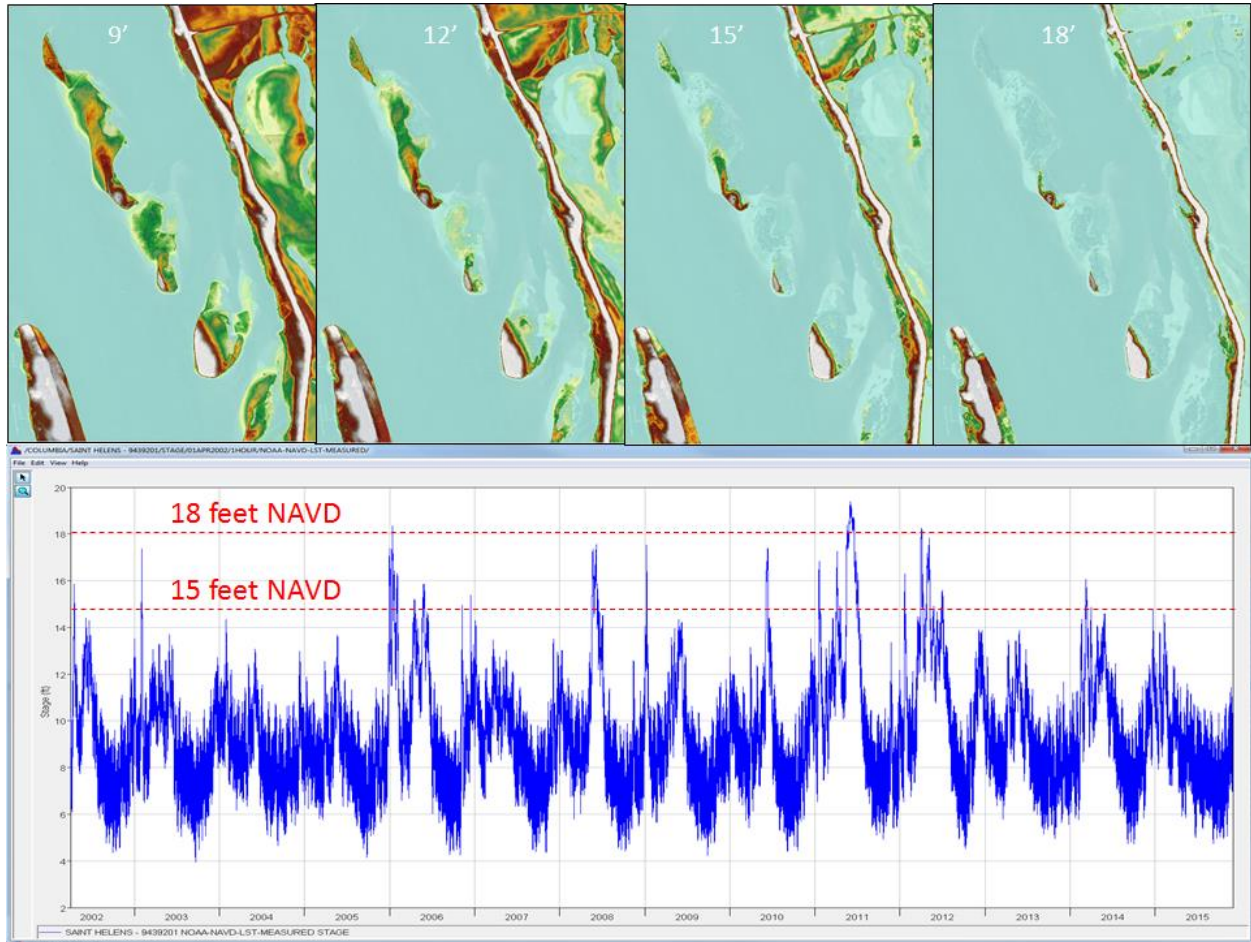 9’
12’
15’
18’
/COLUMBIA/SAINT HELENS - 9439201/STAGE/01APR2002/1HOUR/NOAA-NAVD-LST-MEASURED/
File Edit View Help
20
18 feet NAVD
18
16
15 feet NAVD
14
12
Stage (ft)
10
8
6
4
2
2002 2003 2004 2005 2006 2007 2008 2009 2010 2011 2012 2013 2014 2015
SAINT HELENS - 9439201 NOAA-NAVD-LST-MEASURED STAGE